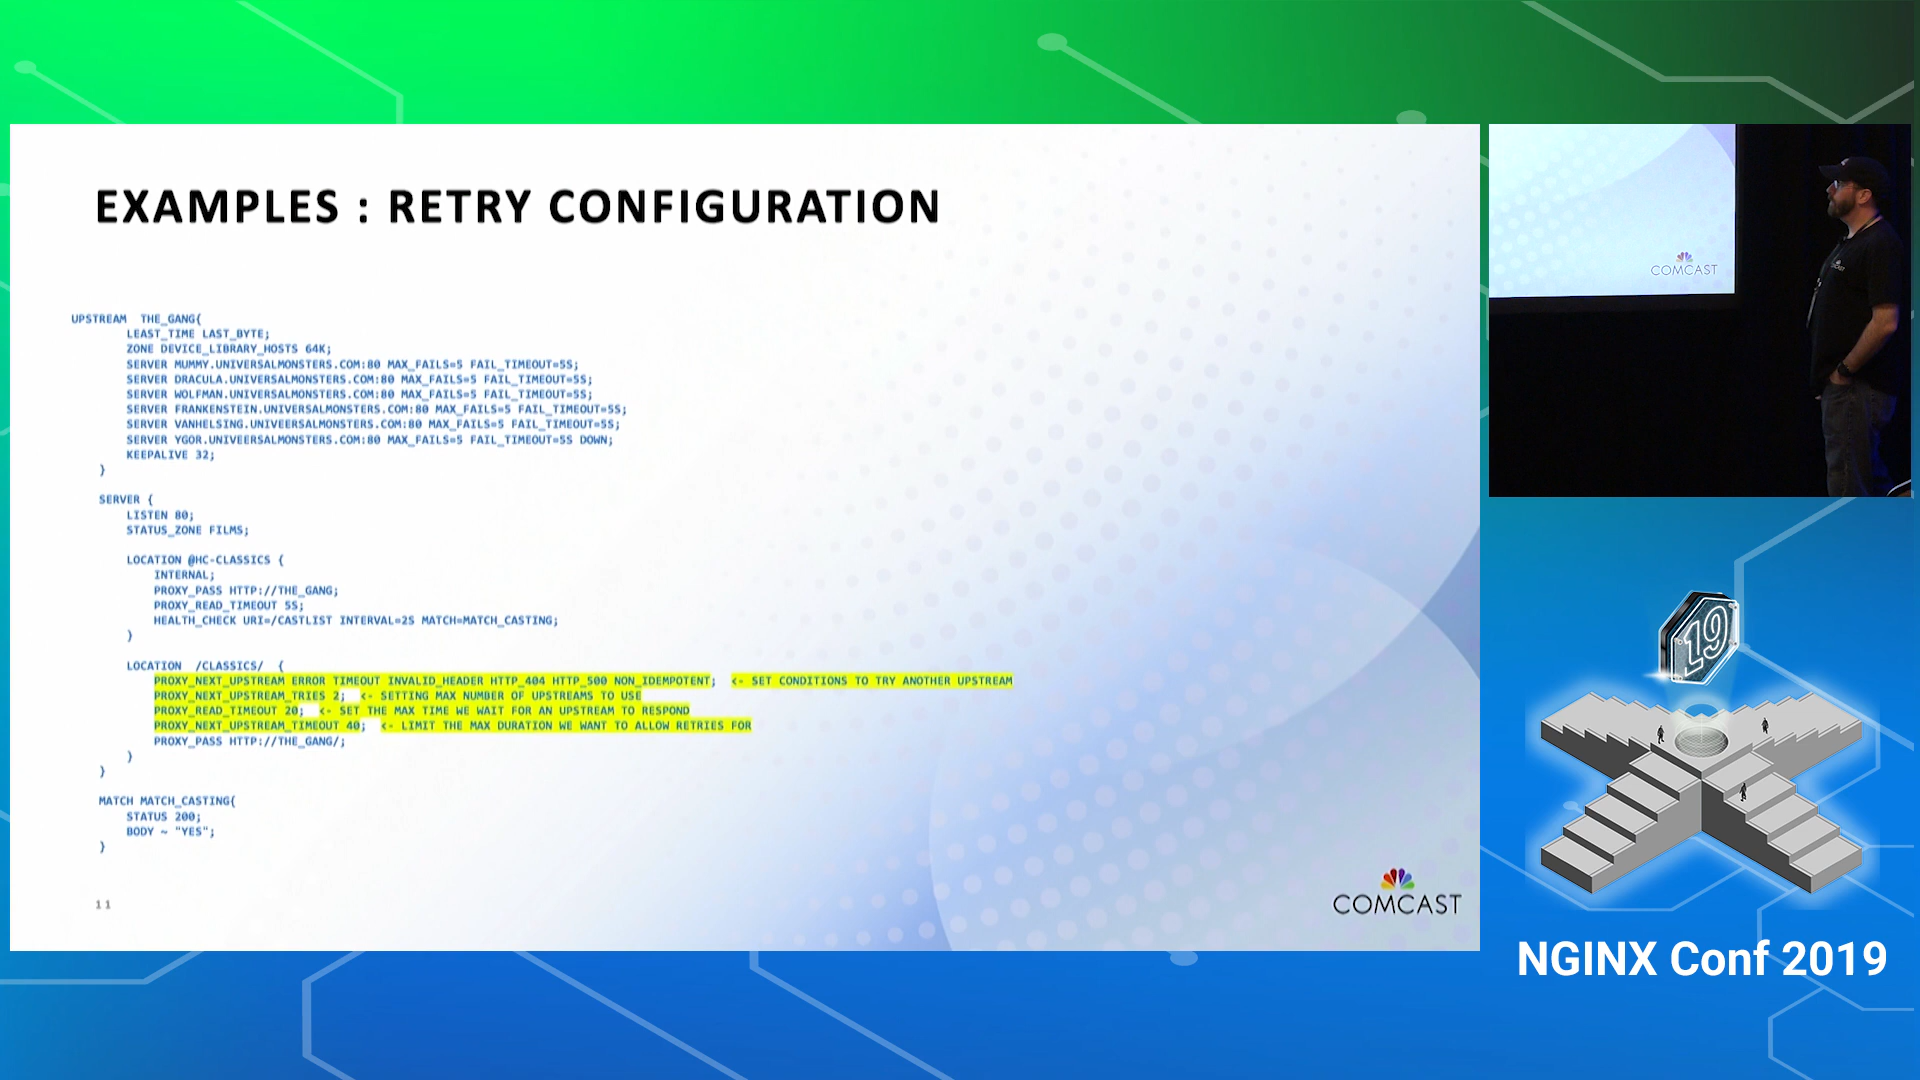 EXAMPLES : RETRY CONFIGURATION
UPSTREAM THE_GANG{
LEAST_TIME LAST_BYTE;
ZONE DEVICE_LIBRARY_HOSTS 64K;
SERVER MUMMY.UNIVERSALMONSTERS.COM:80 MAX_FAILS=5 FAIL_TIMEOUT=5S;
SERVER DRACULA.UNIVERSALMONSTERS.COM:80 MAX_FAILS=5 FAIL_TIMEOUT=5S;
SERVER WOLFMAN.UNIVERSALMONSTERS.COM:80 MAX_FAILS=5 FAIL_TIMEOUT=5S;
SERVER FRANKENSTEIN.UNIVERSALMONSTERS.COM:80 MAX_FAILS=5 FAIL_TIMEOUT=5S;
SERVER VANHELSING.UNIVEERSALMONSTERS.COM:80 MAX_FAILS=5 FAIL_TIMEOUT=5S;
SERVER YGOR.UNIVEERSALMONSTERS.COM:80 MAX_FAILS=5 FAIL_TIMEOUT=5S DOWN;
KEEPALIVE 32;
}
SERVER {
LISTEN 80;
STATUS_ZONE FILMS;
LOCATION @HC-CLASSICS {
INTERNAL;
PROXY_PASS HTTP://THE_GANG;
PROXY_READ_TIMEOUT 5S;
HEALTH_CHECK URI=/CASTLIST INTERVAL=2S MATCH=MATCH_CASTING;
}
LOCATION /CLASSICS/ {
PROXY_NEXT_UPSTREAM ERROR TIMEOUT INVALID_HEADER HTTP_404 HTTP_500 NON_IDEMPOTENT; <- SET CONDITIONS TO TRY ANOTHER UPSTREAM
PROXY_NEXT_UPSTREAM_TRIES 2; <- SETTING MAX NUMBER OF UPSTREAMS TO USE
PROXY_READ_TIMEOUT 20; <- SET THE MAX TIME WE WAIT FOR AN UPSTREAM TO RESPOND
PROXY_NEXT_UPSTREAM_TIMEOUT 40; <- LIMIT THE MAX DURATION WE WANT TO ALLOW RETRIES FOR
PROXY_PASS HTTP://THE_GANG/;
}
}
MATCH MATCH_CASTING{
STATUS 200;
BODY ~ "YES";
}
11
COMCAST
COMCAST
19
NGINX Conf 2019